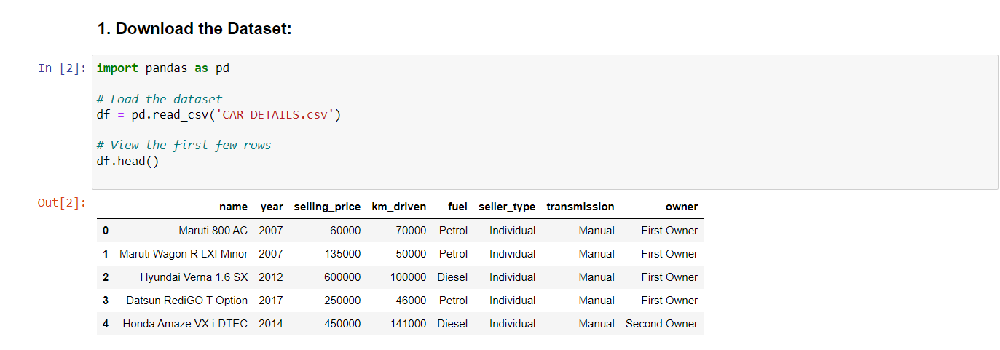 1. Download the Dataset:
In [2]: import pandas as pd
# Load the dataset
df = pd.read_csv('CAR DETAILS.csv')
# View the first few rows
df.head()
Out[2]:
name year selling_price km_driven fuel seller_type transmission owner
0 Maruti 800 AC 2007 60000 70000 Petrol Individual Manual First Owner
1 Maruti Wagon R LXI Minor 2007 135000 50000 Petrol Individual Manual First Owner
2 Hyundai Verna 1.6 SX 2012 600000 100000 Diesel Individual Manual First Owner
3 Datsun RediGO T Option 2017 250000 46000 Petrol Individual Manual First Owner
4 Honda Amaze VX i-DTEC 2014 450000 141000 Diesel Individual Manual Second Owner